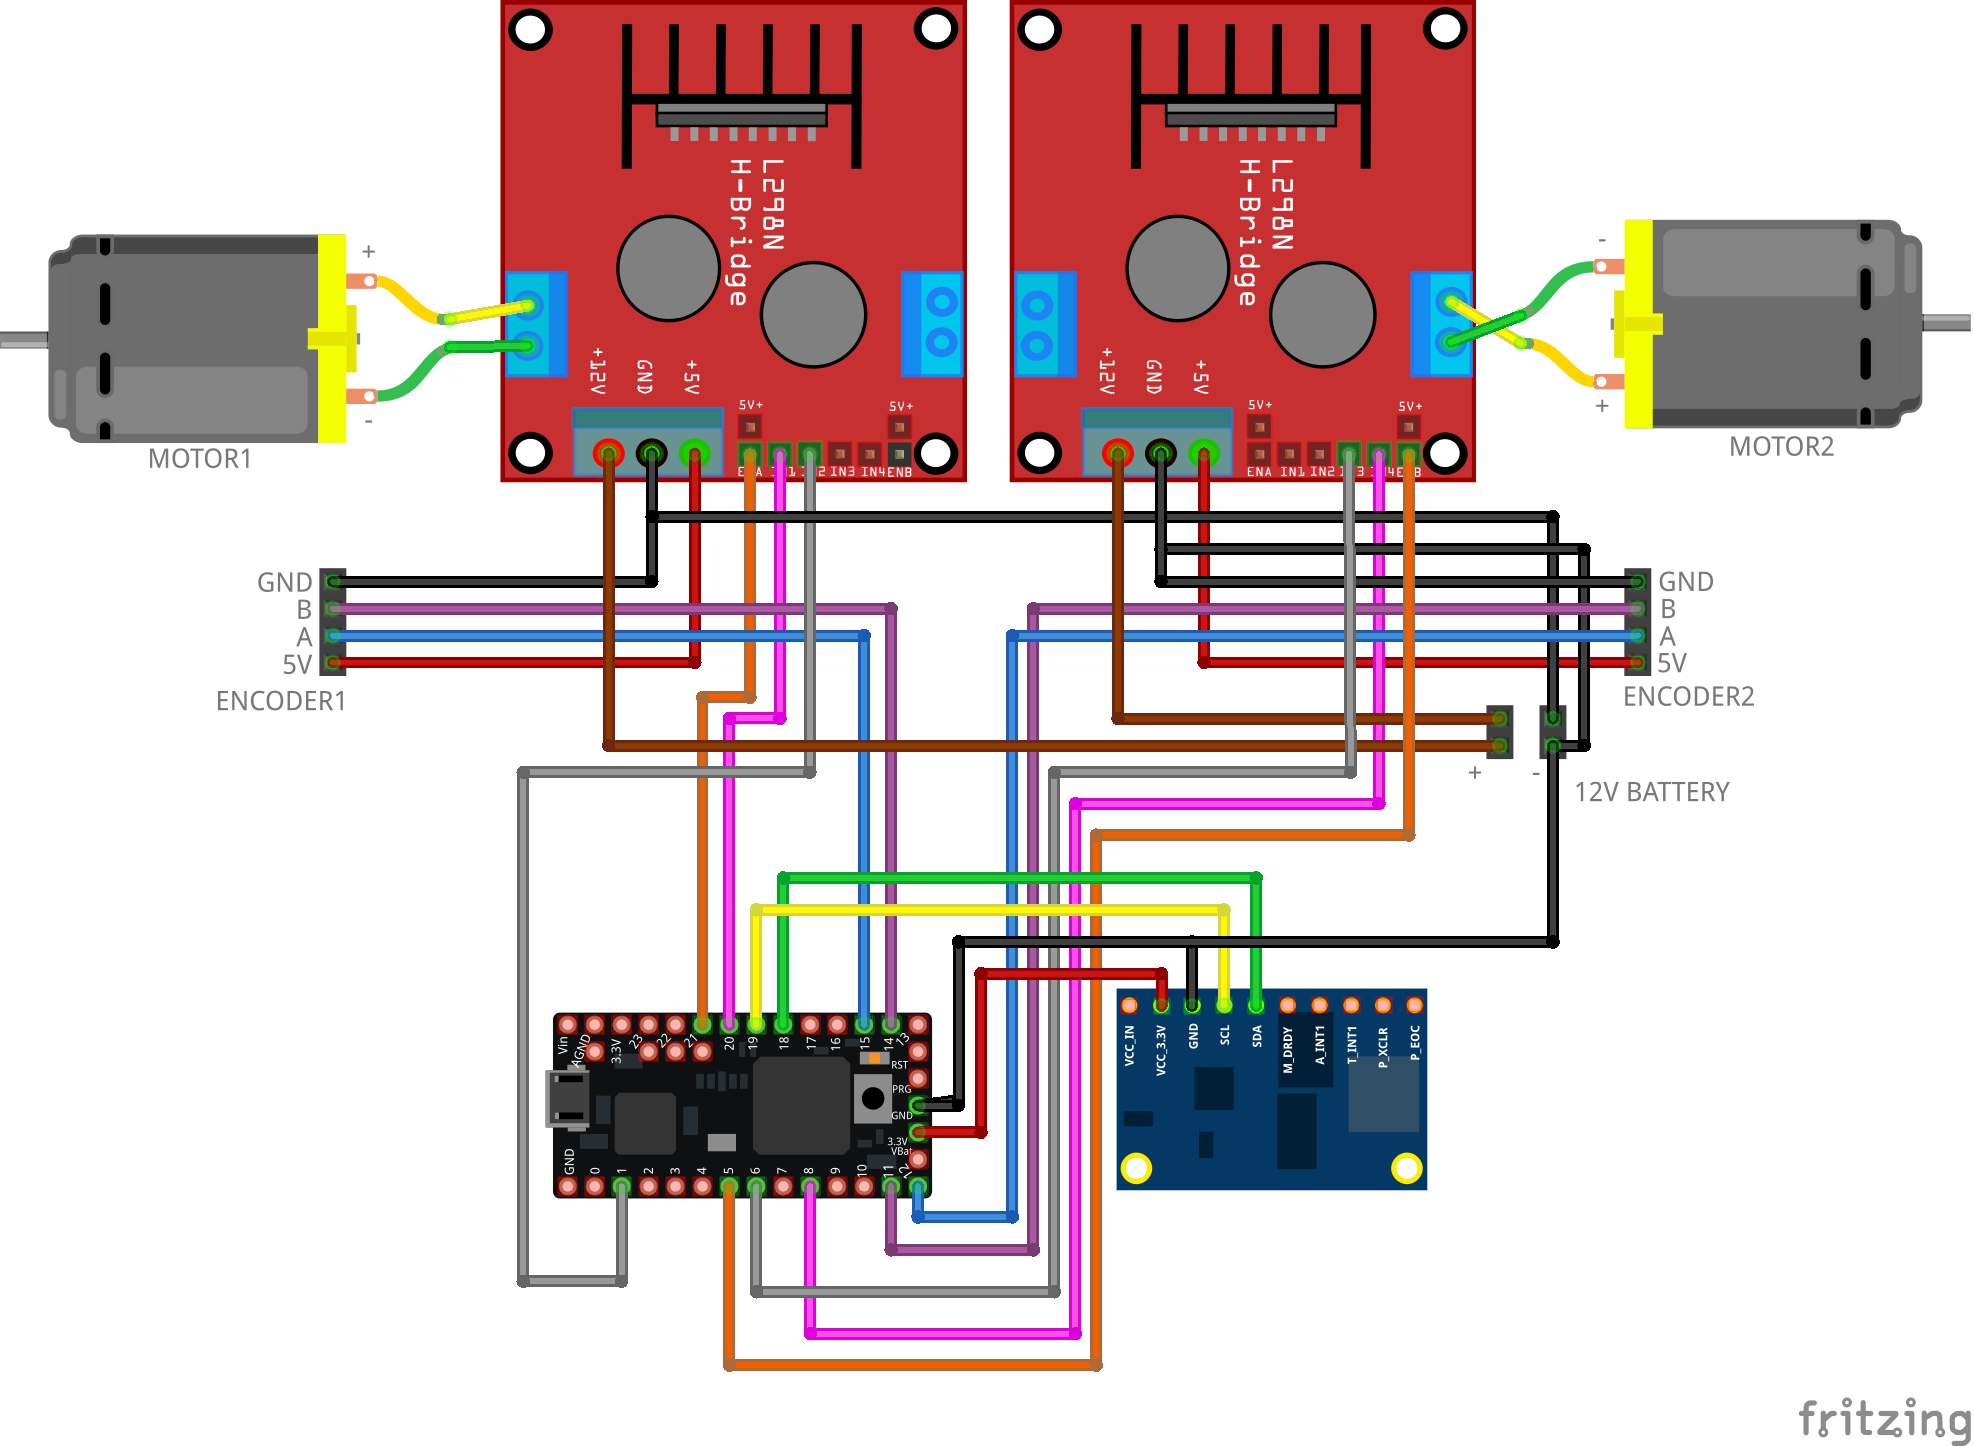 L298N
H-Bridge
+12V
GND
+5V
5V+
5V+
ENA
IN1
IN2
IN3
IN4
ENB
L298N
H-Bridge
+12V
GND
+5V
5V+
5V+
ENA
IN1
IN2
IN3
IN4
ENB
+
-
MOTOR1
-
+
MOTOR2
GND
B
A
5V
ENCODER1
GND
B
A
5V
ENCODER2
+ -
12V BATTERY
Vin
AGND
3.3V
23
22
21
20
19
18
17
16
15
14
13
RST
PRG
GND
3.3V
VBat
GND
0
1
2
3
4
5
6
7
8
9
10
11
12
VCC_IN
VCC_3.3V
GND
SCL
SDA
M_DRDY
A_INT1
T_INT1
P_XCLR
P_EOC
fritzing